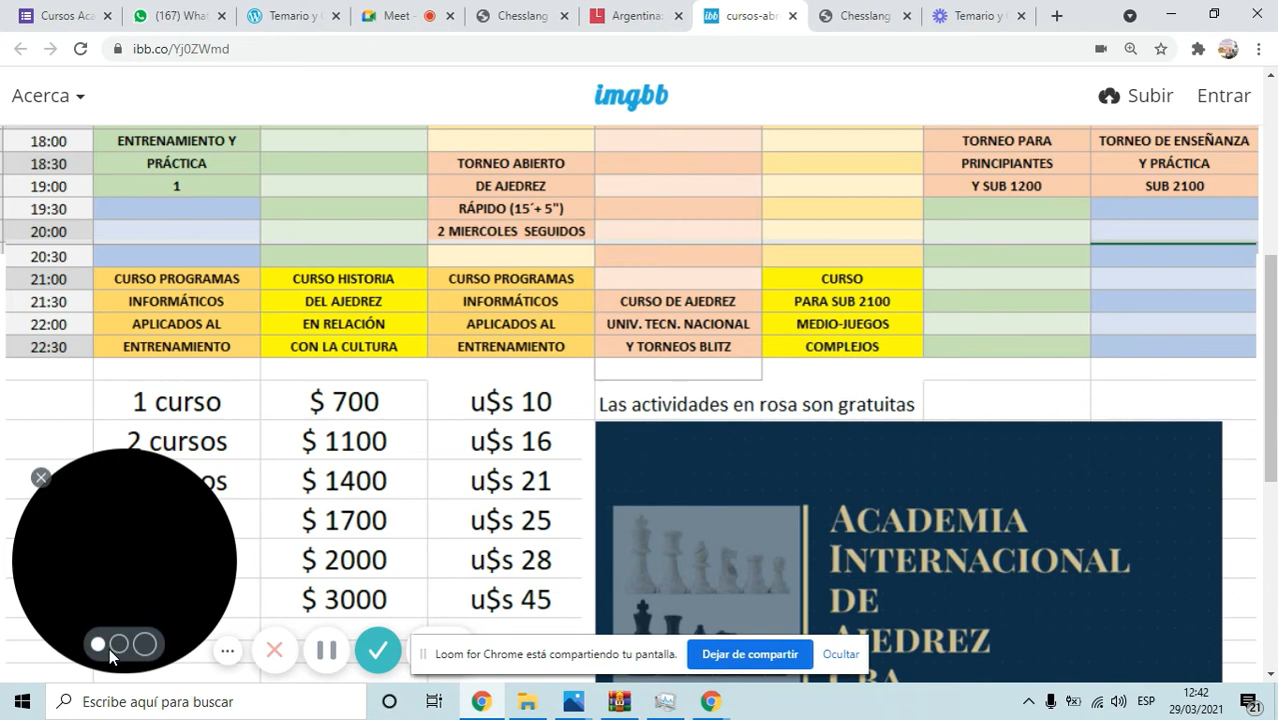 Cursos Aca
(167) Wha
Temario y
Meet -
Chesslang
Argentina:
cursos-abr
Chesslang
Temario y
ibb.co/Yj0ZWmd
Acerca
imgbb
Subir
Entrar
18:00 ENTRENAMIENTO Y TORNEO PARA TORNEO DE ENSEÑANZA
18:30 PRÁCTICA TORNEO ABIERTO PRINCIPIANTES Y PRÁCTICA
19:00 1 DE AJEDREZ Y SUB 1200 SUB 2100
19:30 RÁPIDO (15´+ 5")
20:00 2 MIERCOLES SEGUIDOS
20:30
21:00 CURSO PROGRAMAS CURSO HISTORIA CURSO PROGRAMAS CURSO
21:30 INFORMÁTICOS DEL AJEDREZ INFORMÁTICOS CURSO DE AJEDREZ PARA SUB 2100
22:00 APLICADOS AL EN RELACIÓN APLICADOS AL UNIV. TECN. NACIONAL MEDIO-JUEGOS
22:30 ENTRENAMIENTO CON LA CULTURA ENTRENAMIENTO Y TORNEOS BLITZ COMPLEJOS
1 curso $ 700 u$s 10 Las actividades en rosa son gratuitas
2 cursos $ 1100 u$s 16
$ 1400 u$s 21
$ 1700 u$s 25
$ 2000 u$s 28
$ 3000 u$s 45
ACADEMIA
INTERNACIONAL
DE
AJEDREZ
Loom for Chrome está compartiendo tu pantalla.
Dejar de compartir
Ocultar
Escribe aquí para buscar
ESP
12:42
29/03/2021
21